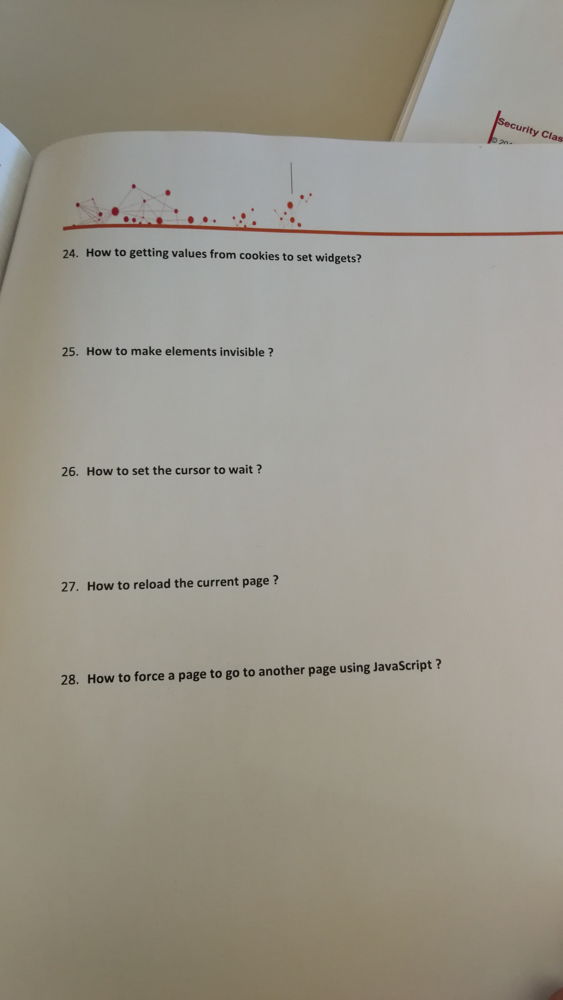 Security Clas
© 20
24. How to getting values from cookies to set widgets?
25. How to make elements invisible ?
26. How to set the cursor to wait ?
27. How to reload the current page ?
28. How to force a page to go to another page using JavaScript ?